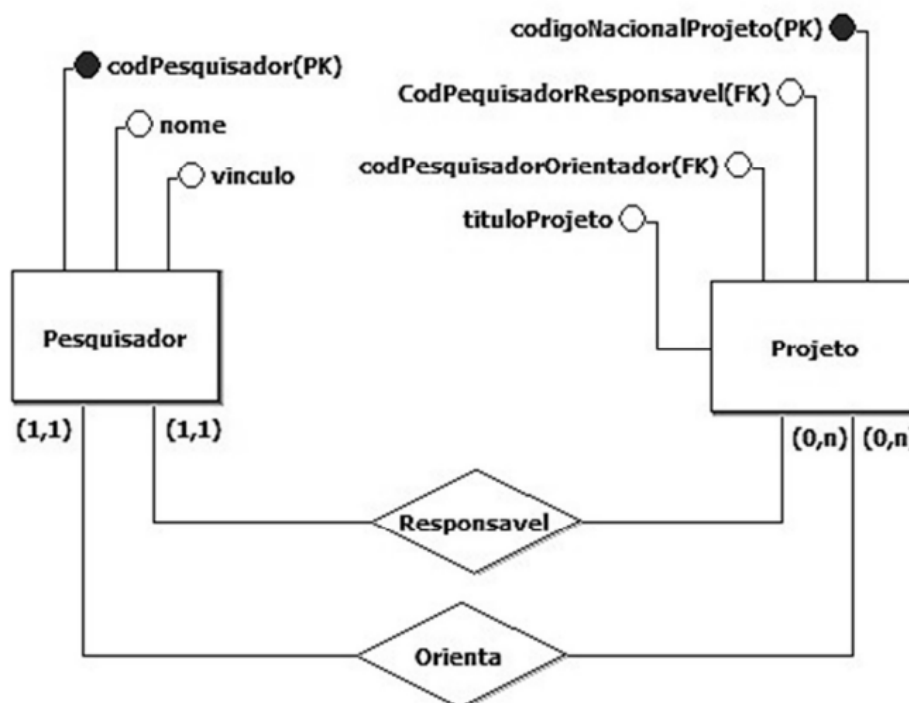 codigoNacionalProjeto(PK)
codPesquisador(PK)
CodPequisadorResponsavel(FK)
nome
codPesquisadorOrientador(FK)
vinculo
tituloProjeto
Pesquisador
Projeto
(1,1)
(1,1)
(0,n)
(0,n)
Responsavel
Orienta